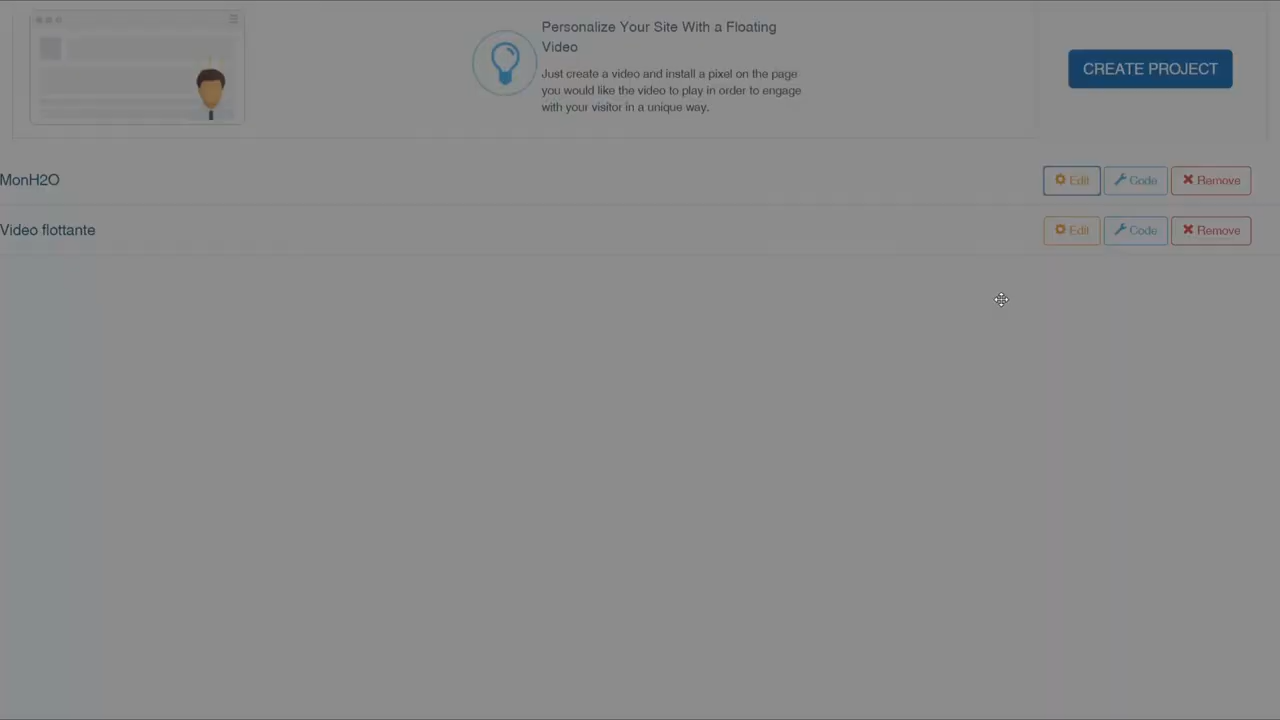 Personalize Your Site With a Floating
Video
Just create a video and install a pixel on the page
you would like the video to play in order to engage
with your visitor in a unique way.
CREATE PROJECT
MonH2O
Edit
Code
Remove
Video flottante
Edit
Code
Remove